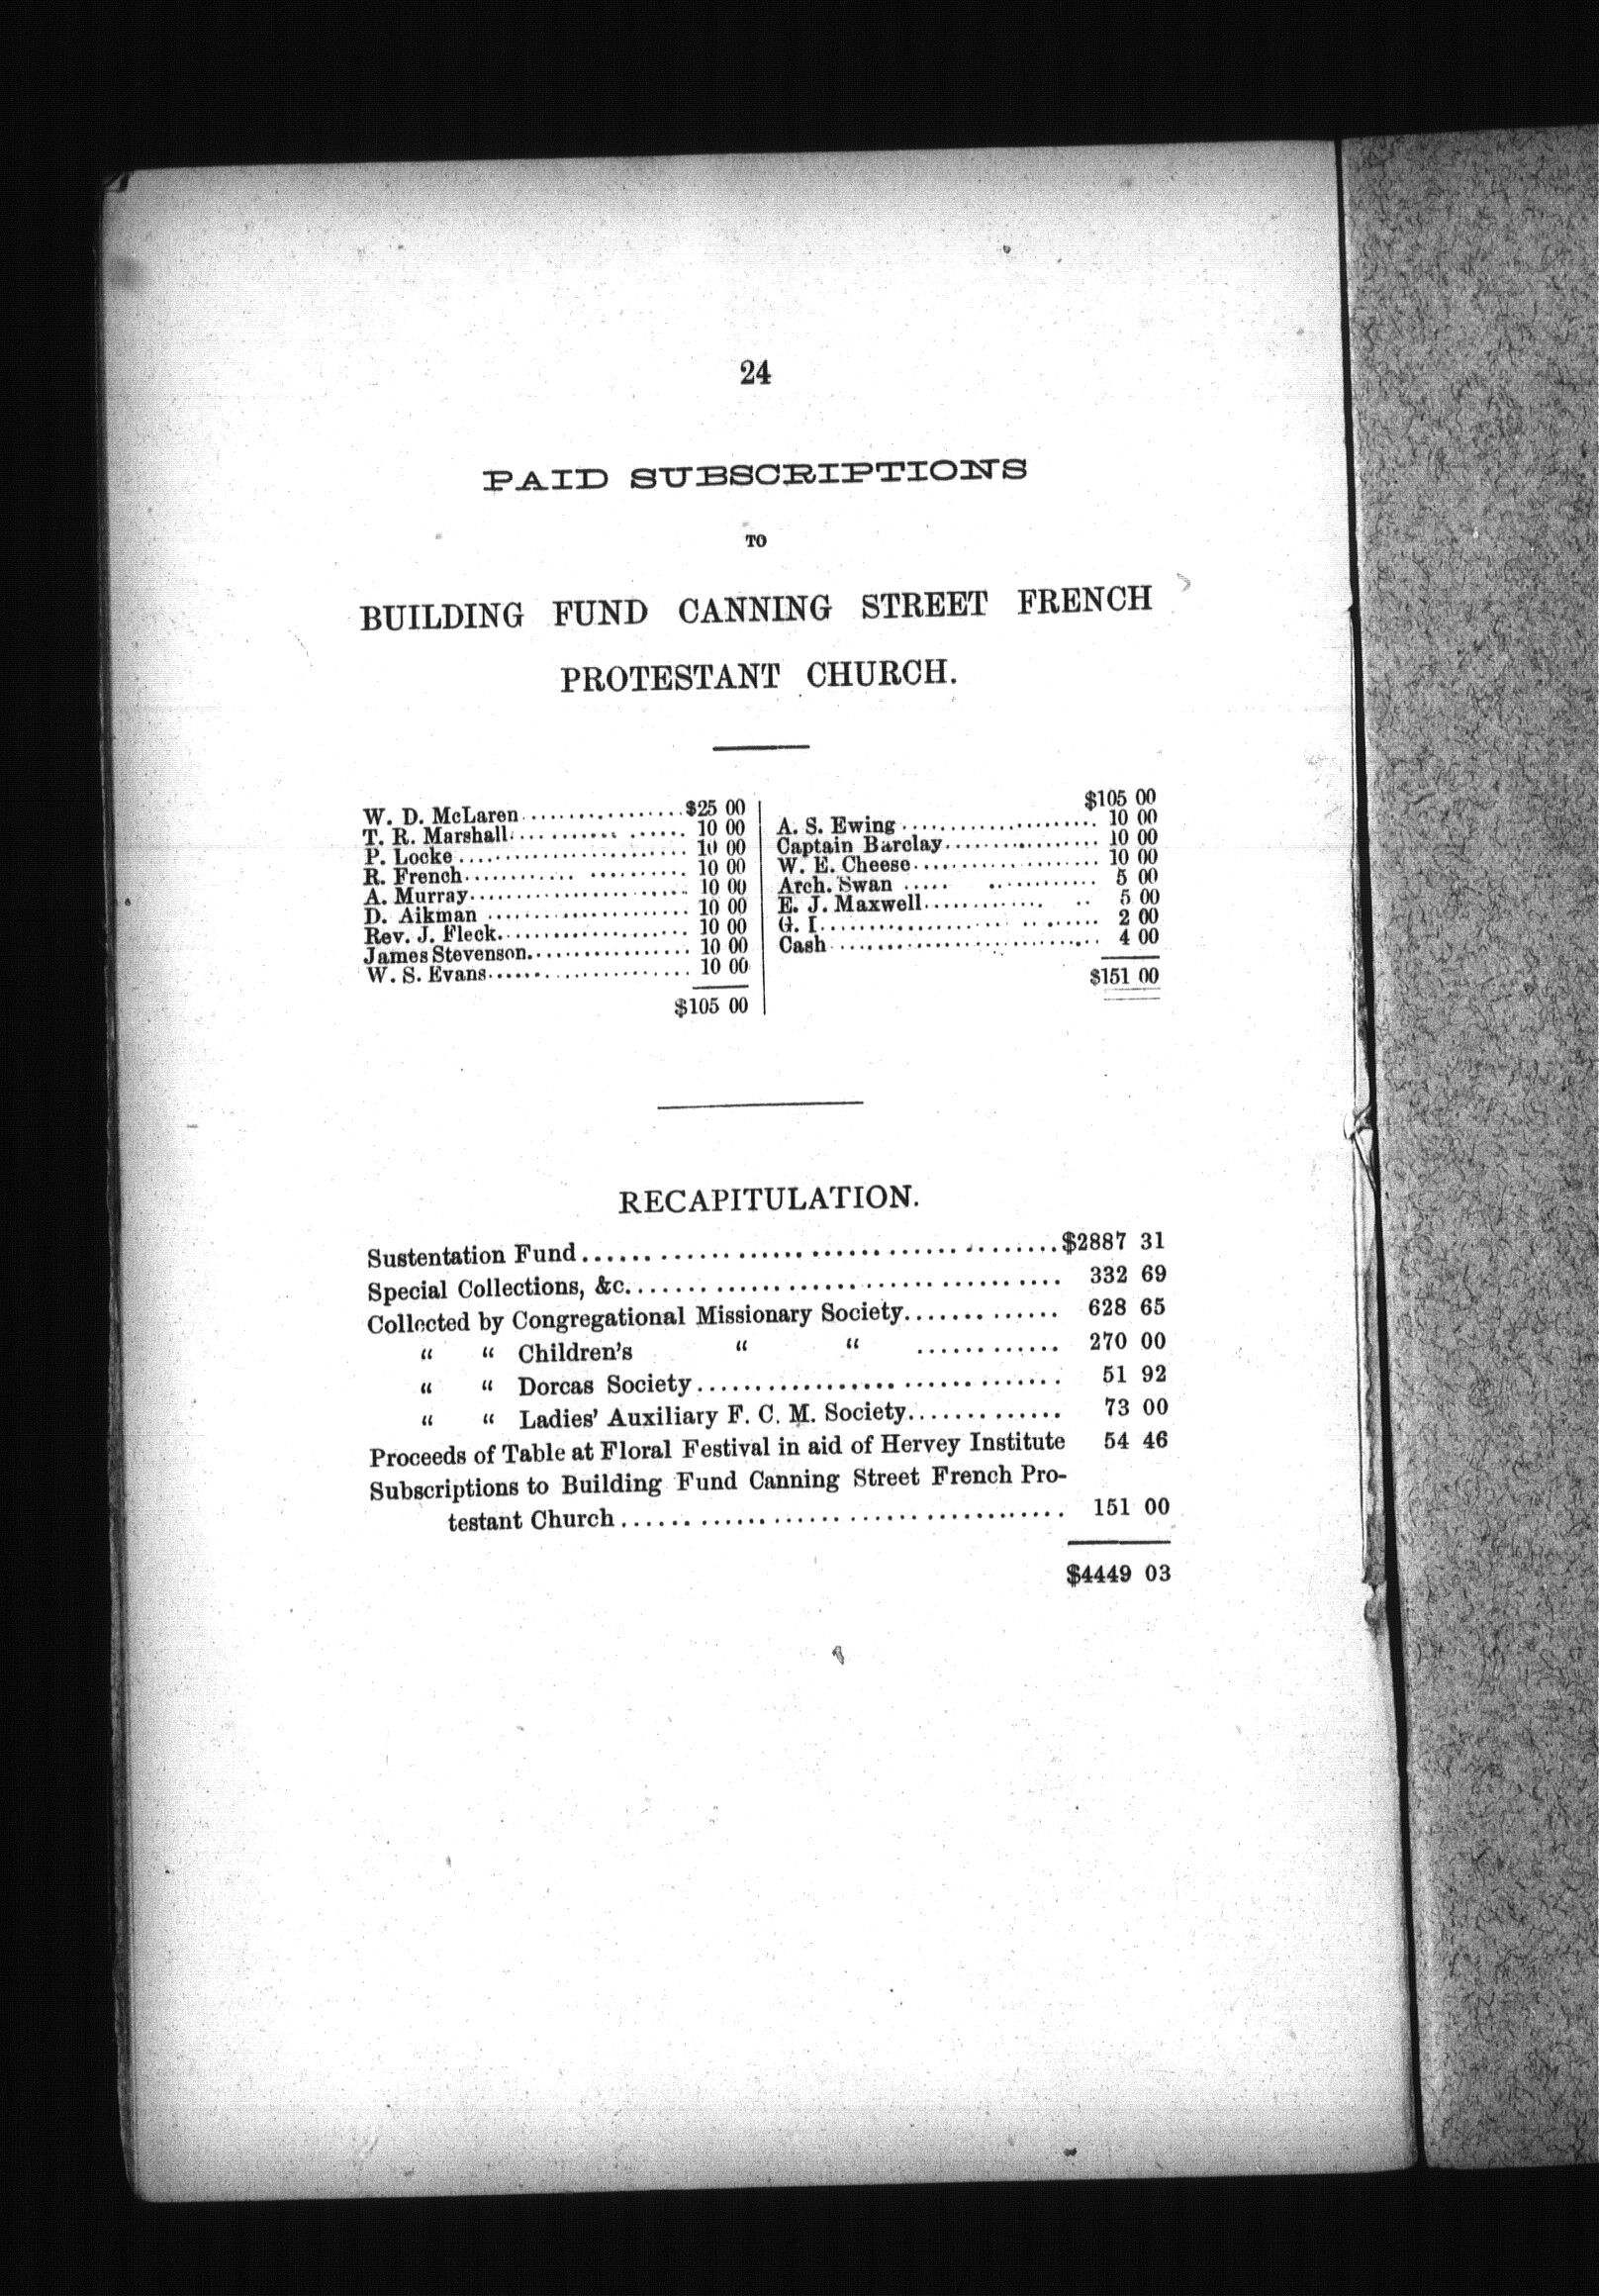 24
PAID SUBSCRIPTIONS
TO
BUILDING FUND CANNING STREET FRENCH
PROTESTANT CHURCH.
W. D. McLaren................$25 00
T. R. Marshall................ 10 00
P. Locke................ 10 00
R. French................ 10 00
A. Murray................ 10 00
D. Aikman................ 10 00
Rev. J. Fleck................ 10 00
James Stevenson................ 10 00
W. S. Evans................ 10 00
$105 00
$105 00
A. S. Ewing................ 10 00
Captain Barclay................ 10 00
W. E. Cheese................ 10 00
Arch. Swan................ 5 00
E. J. Maxwell................ 5 00
G. I................ 2 00
Cash................ 4 00
$151 00
RECAPITULATION.
Sustentation Fund................$2887 31
Special Collections, &c................ 332 69
Collected by Congregational Missionary Society............. 628 65
“ “ Children's “ “ ............ 270 00
“ “ Dorcas Society................ 51 92
“ “ Ladies' Auxiliary F. C. M. Society............. 73 00
Proceeds of Table at Floral Festival in aid of Hervey Institute 54 46
Subscriptions to Building Fund Canning Street French Pro-
testant Church................ 151 00
$4449 03